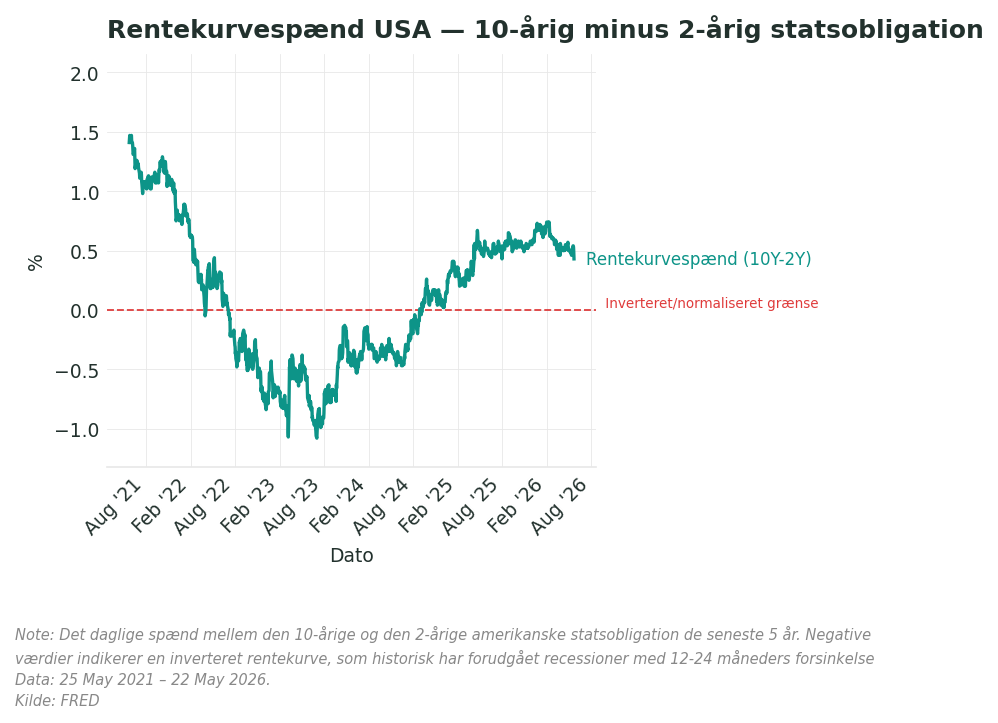 Rentekurvespænd USA — 10-årig minus 2-årig statsobligation
2.0
1.5
1.0
0.5
0.0
−0.5
−1.0
%
Rentekurvespænd (10Y-2Y)
Inverteret/normaliseret grænse
Aug '21
Feb '22
Aug '22
Feb '23
Aug '23
Feb '24
Aug '24
Feb '25
Aug '25
Feb '26
Aug '26
Dato
Note: Det daglige spænd mellem den 10-årige og den 2-årige amerikanske statsobligation de seneste 5 år. Negative
værdier indikerer en inverteret rentekurve, som historisk har forudgået recessioner med 12-24 måneders forsinkelse
Data: 25 May 2021 – 22 May 2026.
Kilde: FRED